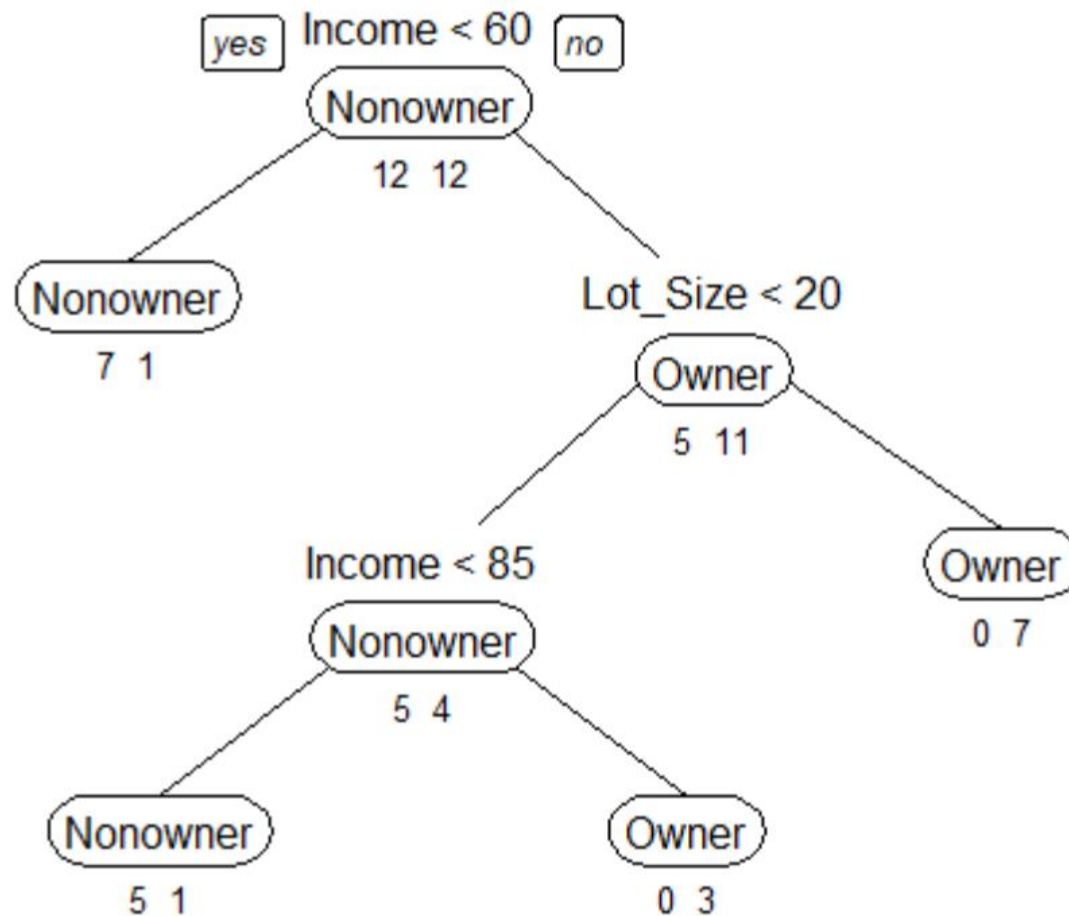 yes Income < 60 no
Nonowner
12 12
Nonowner
7 1
Lot_Size < 20
Owner
5 11
Income < 85
Nonowner
5 4
Owner
0 7
Nonowner
5 1
Owner
0 3